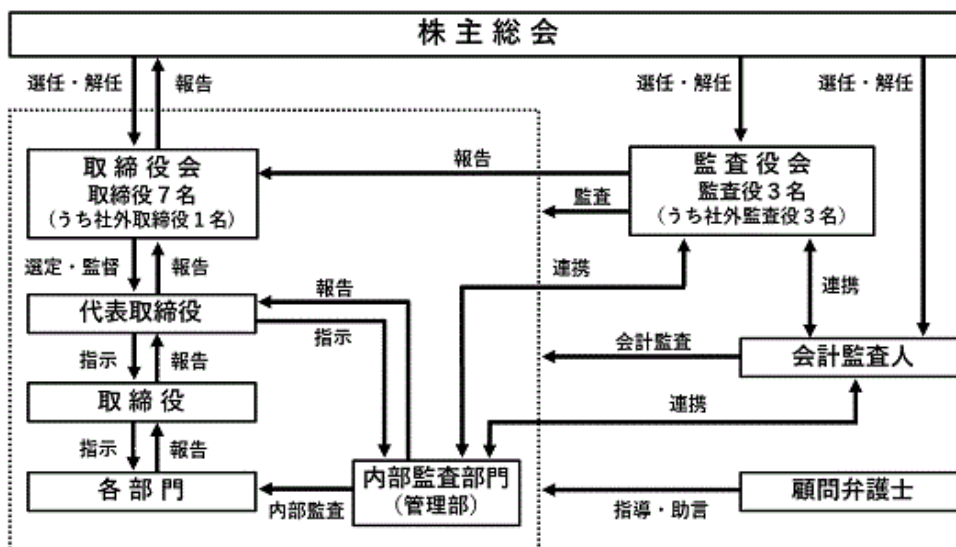 株主総会
選任・解任
報告
選任・解任
選任・解任
取締役会
取締役7名
（うち社外取締役1名）
報告
監査役会
監査役3名
（うち社外監査役3名）
監査
選定・監督
報告
連携
連携
代表取締役
報告
指示
指示
報告
会計監査
会計監査人
取締役
連携
指示
報告
各部門
内部監査
内部監査部門
（管理部）
指導・助言
顧問弁護士